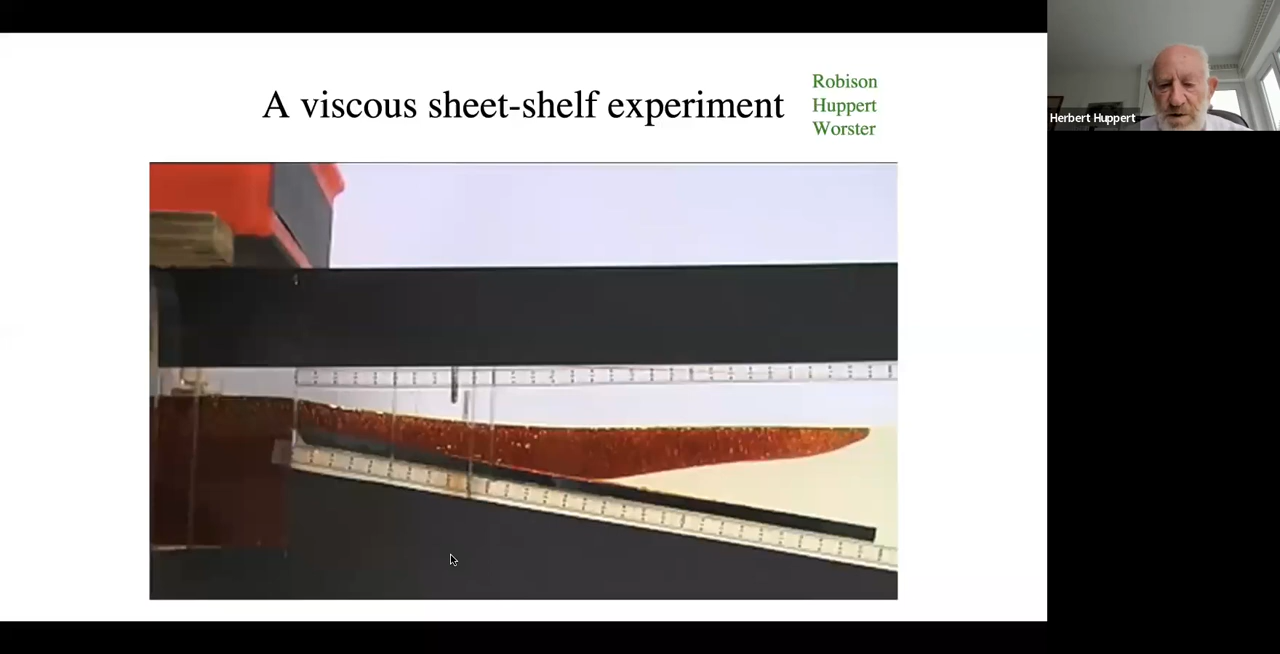 A viscous sheet-shelf experiment
Robison
Huppert
Worster
Herbert Huppert